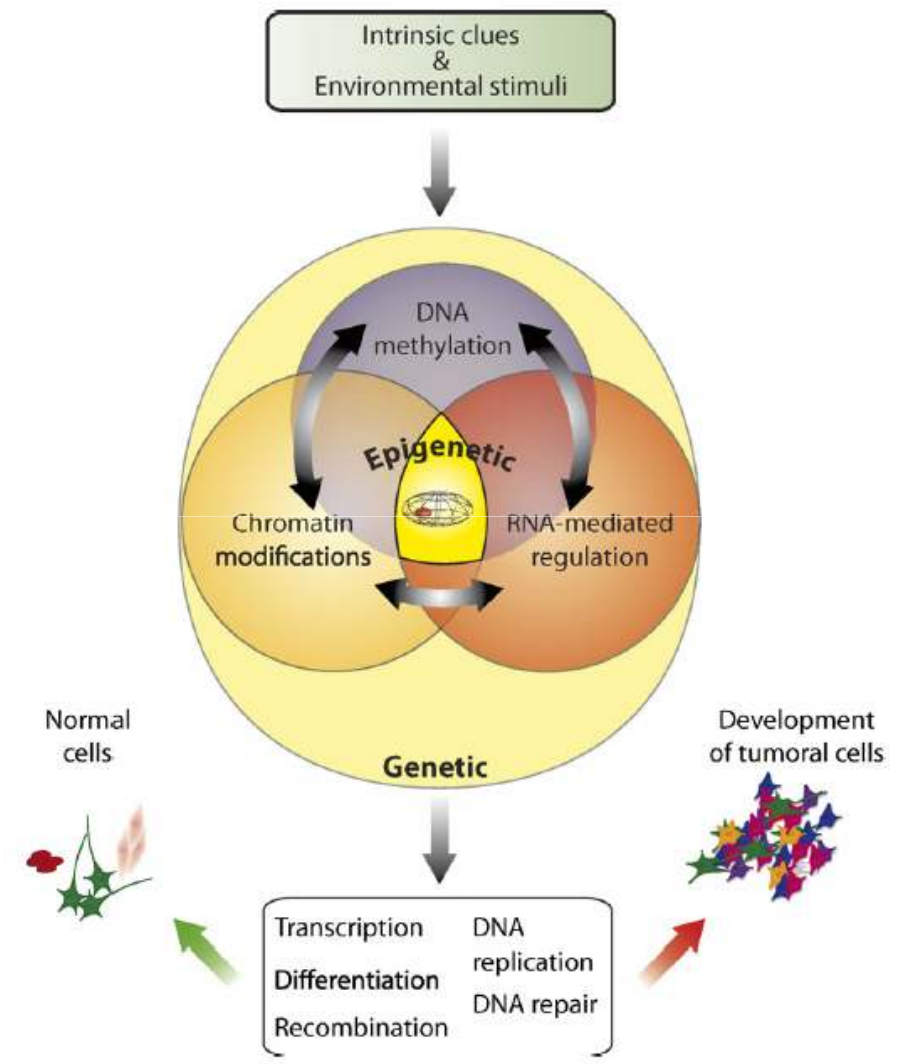 Intrinsic clues
&
Environmental stimuli
DNA
methylation
Epigenetic
Chromatin
modifications
RNA-mediated
regulation
Genetic
Normal
cells
Development
of tumoral cells
Transcription
Differentiation
Recombination
DNA
replication
DNA repair